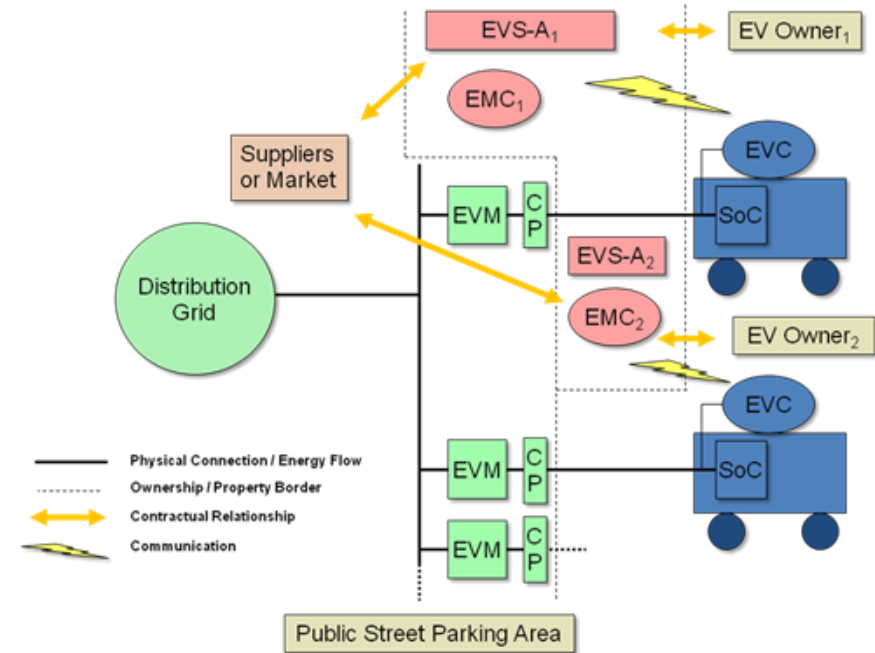 EVS-A₁
EV Owner₁
EMC₁
Suppliers
or Market
EVC
EVM
C
P
SoC
EVS-A₂
Distribution
Grid
EMC₂
EV Owner₂
EVC
EVM
C
P
SoC
Physical Connection / Energy Flow
Ownership / Property Border
Contractual Relationship
Communication
EVM
C
P
Public Street Parking Area